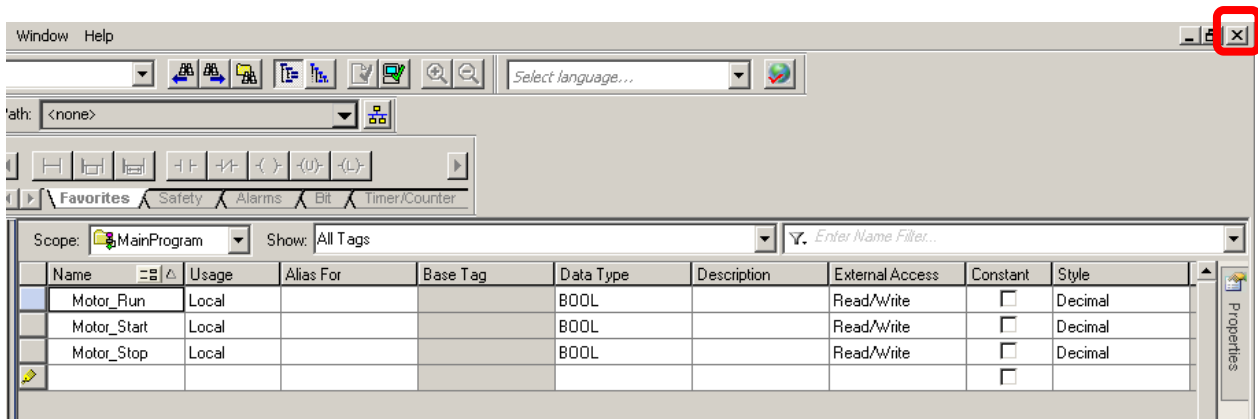 Window Help
Select language...
Path: <none>
Favorites Safety Alarms Bit Timer/Counter
Scope: MainProgram Show: All Tags Enter Name Filter...
Name Usage Alias For Base Tag Data Type Description External Access Constant Style
Motor_Run Local BOOL Read/Write Decimal
Motor_Start Local BOOL Read/Write Decimal
Motor_Stop Local BOOL Read/Write Decimal
Properties